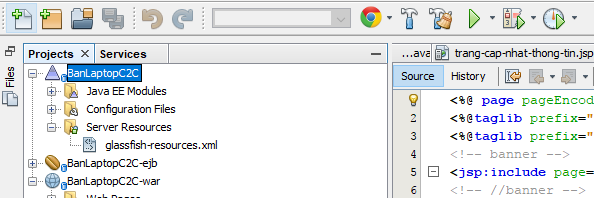 Files
Projects
Services
BanLaptopC2C
Java EE Modules
Configuration Files
Server Resources
glassfish-resources.xml
BanLaptopC2C-ejb
BanLaptopC2C-war
...ava
trang-cap-nhat-thong-tin.jsp
Source
History
<%@ page pageEncod
2 <%@taglib prefix="
3 <%@taglib prefix="
4 <!-- banner -->
5 <jsp:include page=
6 <!-- //banner -->